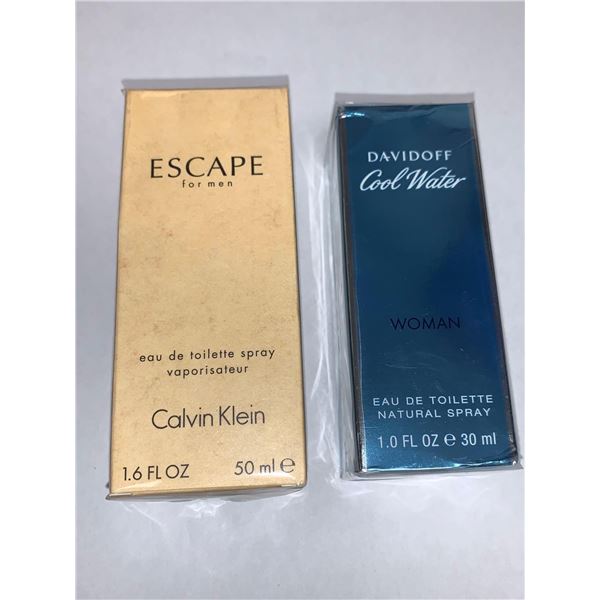 ESCAPE
for men
eau de toilette spray
vaporisateur
Calvin Klein
1.6 FL OZ 50 ml ℮
DAVIDOFF
Cool Water
WOMAN
EAU DE TOILETTE
NATURAL SPRAY
1.0 FL OZ ℮ 30 ml